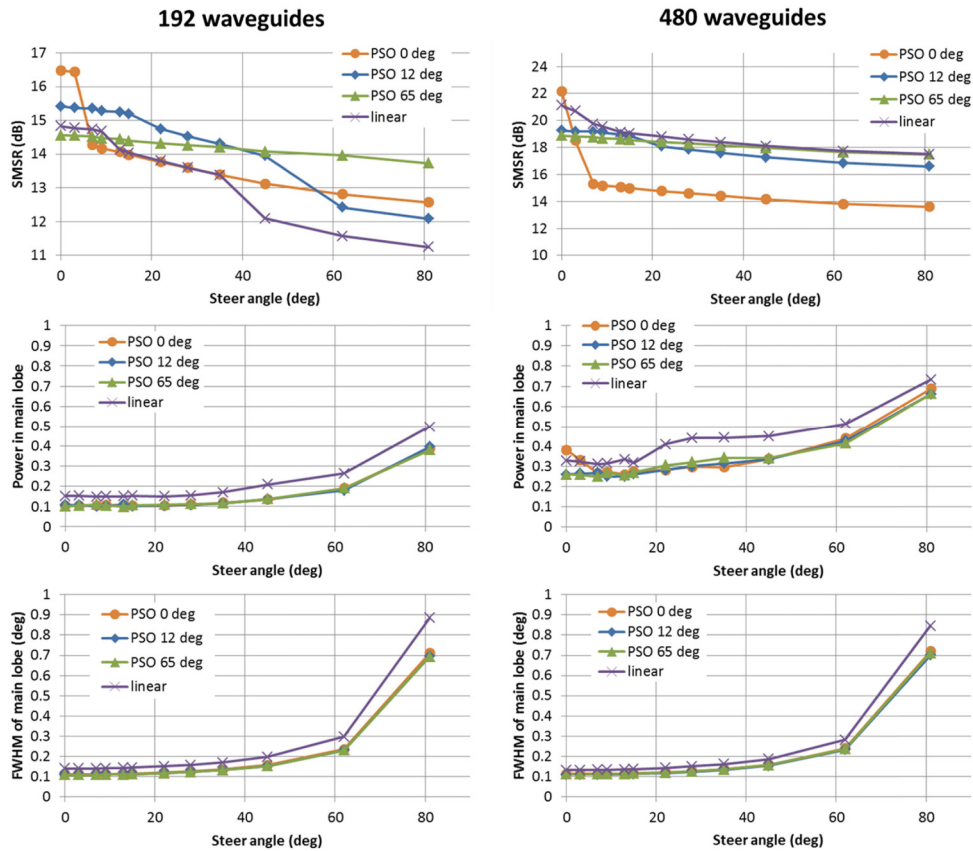 192 waveguides
17
16
15
14
13
12
11
SMSR (dB)
PSO 0 deg
PSO 12 deg
PSO 65 deg
linear
0
20
40
60
80
Steer angle (deg)
480 waveguides
24
22
20
18
16
14
12
10
SMSR (dB)
PSO 0 deg
PSO 12 deg
PSO 65 deg
linear
0
20
40
60
80
Steer angle (deg)
1
0.9
0.8
0.7
0.6
0.5
0.4
0.3
0.2
0.1
0
Power in main lobe
PSO 0 deg
PSO 12 deg
PSO 65 deg
linear
0
20
40
60
80
Steer angle (deg)
1
0.9
0.8
0.7
0.6
0.5
0.4
0.3
0.2
0.1
0
Power in main lobe
PSO 0 deg
PSO 12 deg
PSO 65 deg
linear
0
20
40
60
80
Steer angle (deg)
1
0.9
0.8
0.7
0.6
0.5
0.4
0.3
0.2
0.1
0
FWHM of main lobe (deg)
PSO 0 deg
PSO 12 deg
PSO 65 deg
linear
0
20
40
60
80
Steer angle (deg)
1
0.9
0.8
0.7
0.6
0.5
0.4
0.3
0.2
0.1
0
FWHM of main lobe (deg)
PSO 0 deg
PSO 12 deg
PSO 65 deg
linear
0
20
40
60
80
Steer angle (deg)